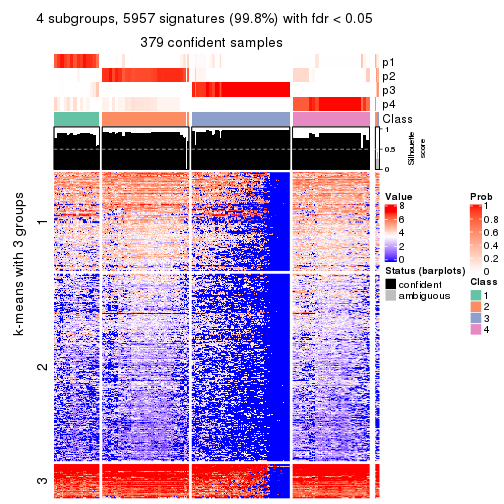 4 subgroups, 5957 signatures (99.8%) with fdr < 0.05
379 confident samples
p1
p2
p3
p4
Class
1
0.5
0
Silhouette
score
k-means with 3 groups
1
2
3
Value
8
6
4
2
0
Prob
1
0.8
0.6
0.4
0.2
0
Status (barplots)
confident
ambiguous
Class
1
2
3
4